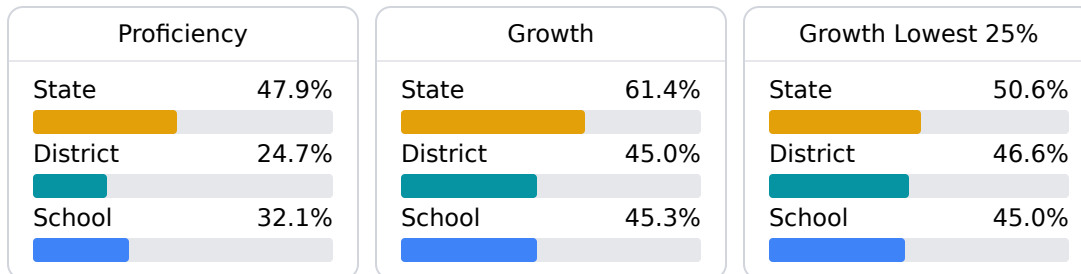 Proficiency
State 47.9%
District 24.7%
School 32.1%
Growth
State 61.4%
District 45.0%
School 45.3%
Growth Lowest 25%
State 50.6%
District 46.6%
School 45.0%